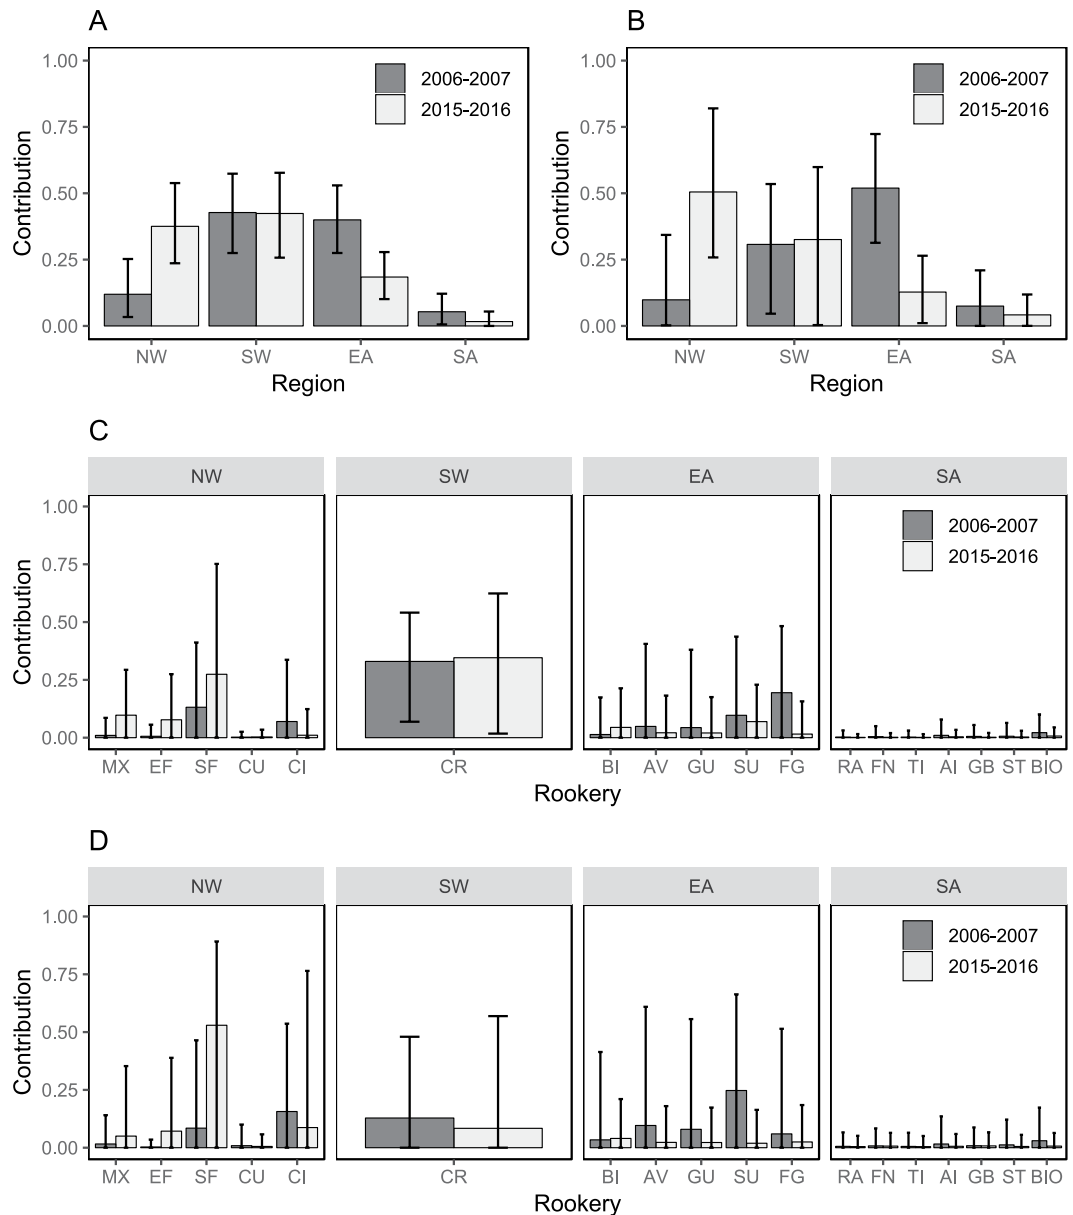 A
1.00
0.75
0.50
0.25
0.00
Contribution
2006-2007
2015-2016
NW SW EA SA
Region
B
1.00
0.75
0.50
0.25
0.00
Contribution
2006-2007
2015-2016
NW SW EA SA
Region
C
NW SW EA SA
1.00
0.75
0.50
0.25
0.00
Contribution
2006-2007
2015-2016
MX EF SF CU CI CR BI AV GU SU FG RA FN TI AI GB ST BIO
Rookery
D
NW SW EA SA
1.00
0.75
0.50
0.25
0.00
Contribution
2006-2007
2015-2016
MX EF SF CU CI CR BI AV GU SU FG RA FN TI AI GB ST BIO
Rookery